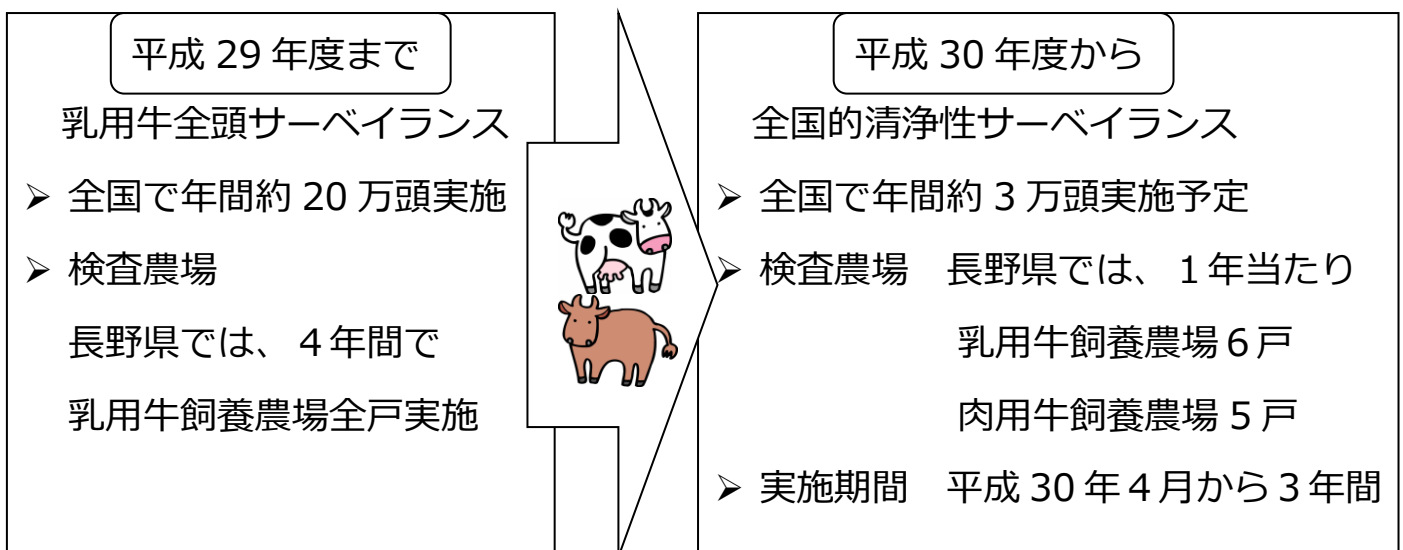 平成 29 年度まで
乳用牛全頭サーベイランス
➢ 全国で年間約 20 万頭実施
➢ 検査農場
長野県では、４年間で
乳用牛飼養農場全戸実施
平成 30 年度から
全国的清浄性サーベイランス
➢ 全国で年間約 3 万頭実施予定
➢ 検査農場　長野県では、１年当たり
乳用牛飼養農場６戸
肉用牛飼養農場 5 戸
➢ 実施期間　平成 30 年４月から３年間